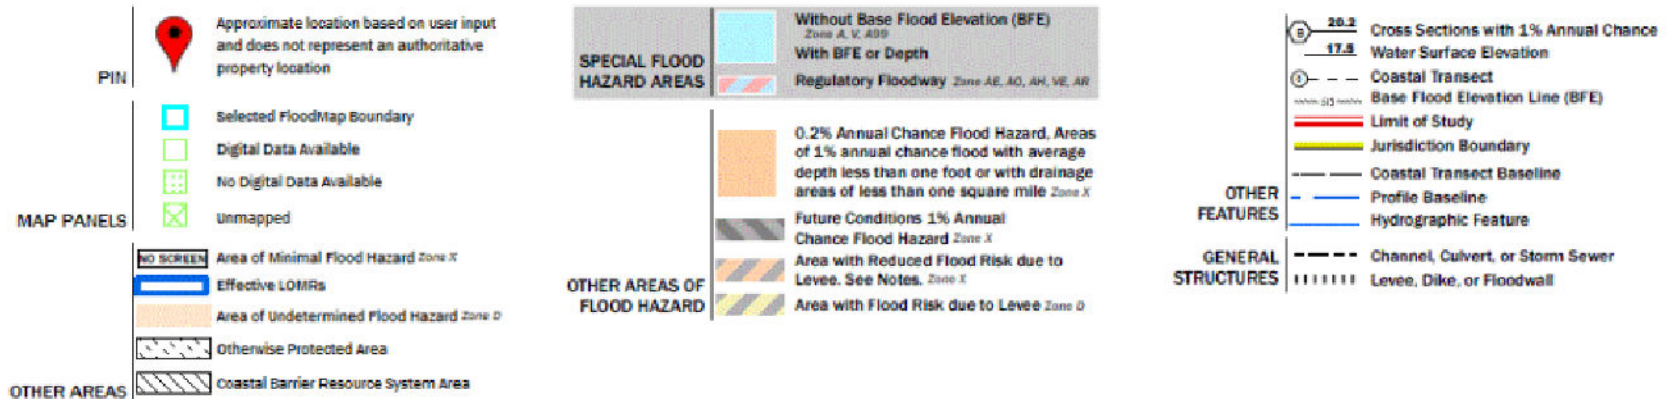 PIN
Approximate location based on user input
and does not represent an authoritative
property location
MAP PANELS
Selected FloodMap Boundary
Digital Data Available
No Digital Data Available
Unmapped
OTHER AREAS
NO SCREEN Area of Minimal Flood Hazard Zone X
Effective LOMRs
Area of Undetermined Flood Hazard Zone D
Otherwise Protected Area
Coastal Barrier Resource System Area
SPECIAL FLOOD
HAZARD AREAS
Without Base Flood Elevation (BFE)
Zone A, V, A99
With BFE or Depth
Regulatory Floodway Zone AE, AO, AH, VE, AR
OTHER AREAS OF
FLOOD HAZARD
0.2% Annual Chance Flood Hazard, Areas
of 1% annual chance flood with average
depth less than one foot or with drainage
areas of less than one square mile Zone X
Future Conditions 1% Annual
Chance Flood Hazard Zone X
Area with Reduced Flood Risk due to
Levee. See Notes. Zone X
Area with Flood Risk due to Levee Zone D
OTHER
FEATURES
B 20.2 Cross Sections with 1% Annual Chance
17.5 Water Surface Elevation
Coastal Transect
513 Base Flood Elevation Line (BFE)
Limit of Study
Jurisdiction Boundary
Coastal Transect Baseline
Profile Baseline
Hydrographic Feature
GENERAL
STRUCTURES
Channel, Culvert, or Storm Sewer
Levee, Dike, or Floodwall